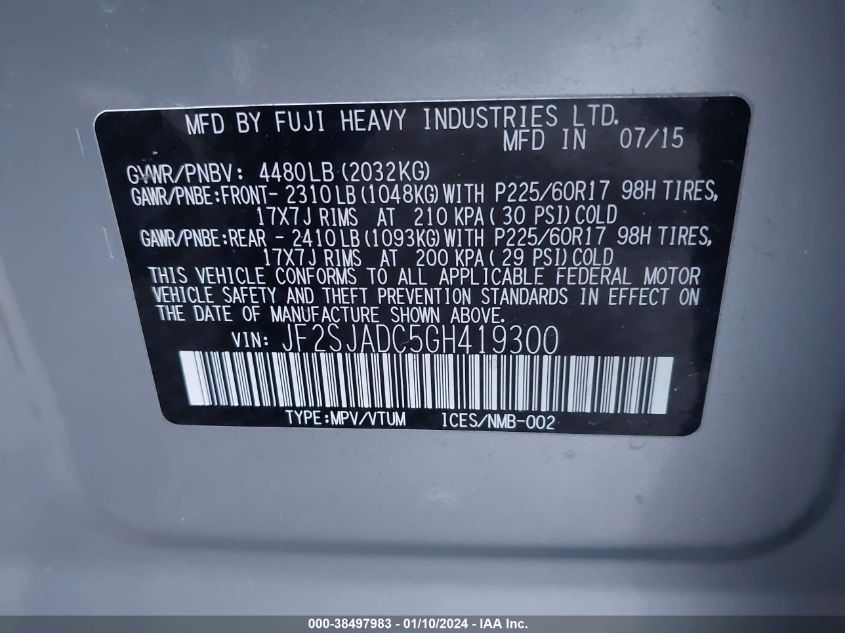 MFD BY FUJI HEAVY INDUSTRIES LTD.
MFD IN 07/15
GVWR/PNBV: 4480LB (2032KG)
GAWR/PNBE:FRONT- 2310LB (1048KG) WITH P225/60R17 98H TIRES,
17X7J RIMS AT 210 KPA ( 30 PSI) COLD
GAWR/PNBE:REAR - 2410LB (1093KG) WITH P225/60R17 98H TIRES,
17X7J RIMS AT 200 KPA ( 29 PSI) COLD
THIS VEHICLE CONFORMS TO ALL APPLICABLE FEDERAL MOTOR
VEHICLE SAFETY AND THEFT PREVENTION STANDARDS IN EFFECT ON
THE DATE OF MANUFACTURE SHOWN ABOVE.
VIN: JF2SJADC5GH419300
TYPE:MPV/VTUM ICES/NMB-002
000-38497983 - 01/10/2024 - IAA Inc.